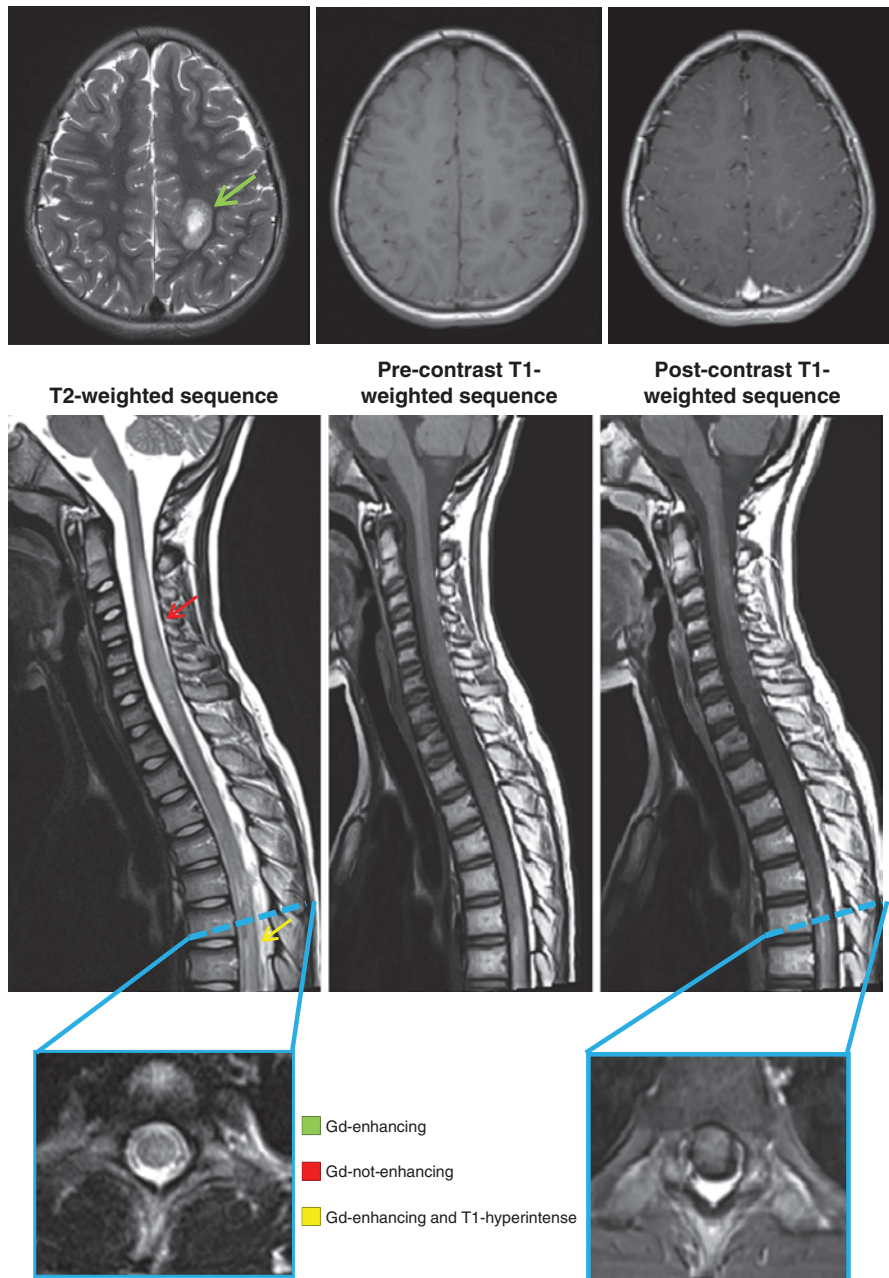 T2-weighted sequence
Pre-contrast T1-
weighted sequence
Post-contrast T1-
weighted sequence
Gd-enhancing
Gd-not-enhancing
Gd-enhancing and T1-hyperintense